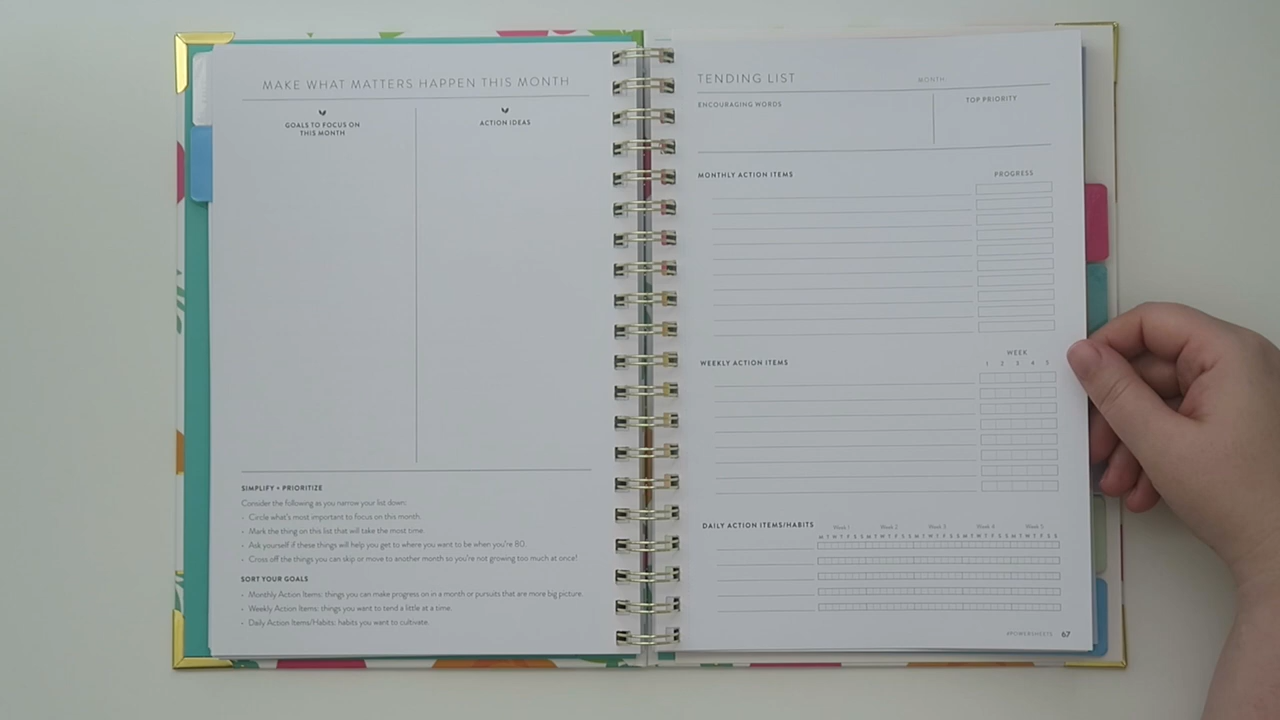 MAKE WHAT MATTERS HAPPEN THIS MONTH
GOALS TO FOCUS ON
THIS MONTH
ACTION IDEAS
SIMPLIFY + PRIORITIZE
Consider the following as you narrow your list down:
- Circle what's most important to focus on this month.
- Mark the thing on this list that will take the most time.
- Ask yourself if these things will help you get to where you want to be when you're 80.
- Cross off the things you can skip or move to another month so you're not growing too much at once!
SORT YOUR GOALS
- Monthly Action Items: things you can make progress on in a month or pursuits that are more big picture.
- Weekly Action Items: things you want to tend a little at a time.
- Daily Action Items/Habits: habits you want to cultivate.
TENDING LIST MONTH
ENCOURAGING WORDS TOP PRIORITY
MONTHLY ACTION ITEMS PROGRESS
WEEK
WEEKLY ACTION ITEMS 1 2 3 4 5
DAILY ACTION ITEMS/HABITS Week 1 Week 2 Week 3 Week 4 Week 5
M T W T F S S M T W T F S S M T W T F S S M T W T F S S M T W T F S S
#POWERSHEETS 67